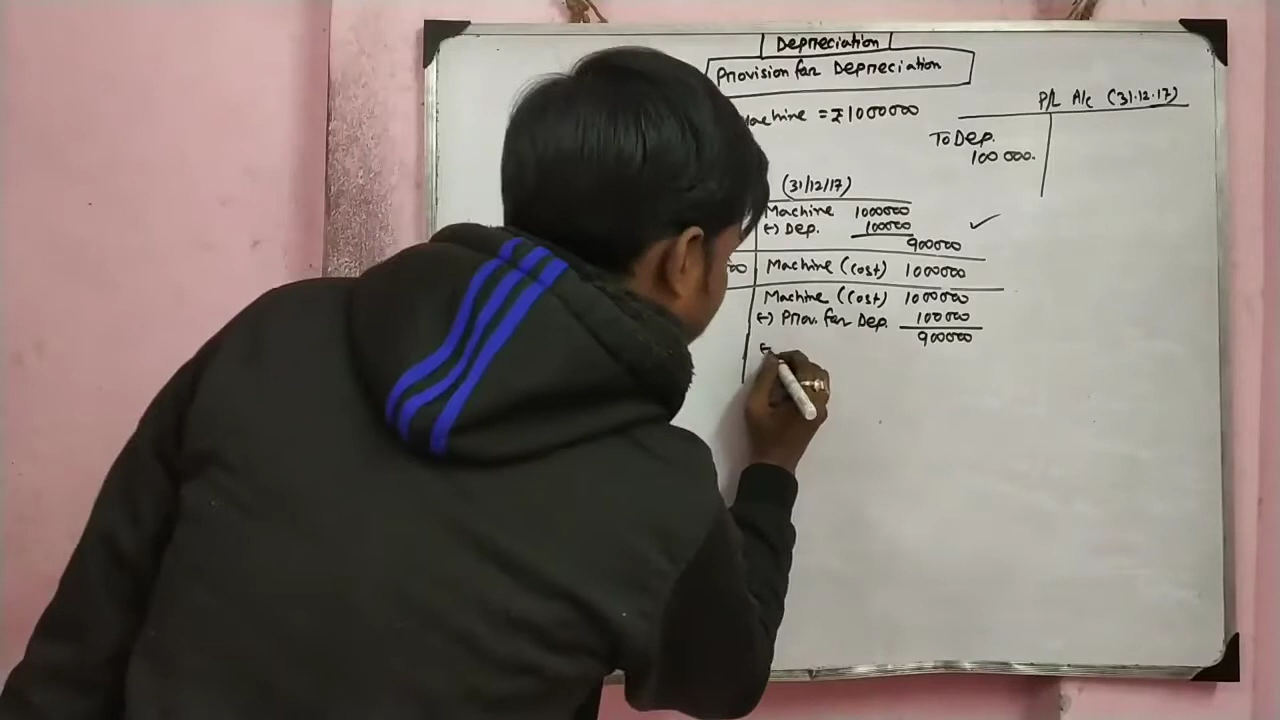 Depreciation
Provision for Depreciation
Machine = ₹1000000
P/L A/c (31.12.17)
To Dep.
100 000.
(31/12/17)
Machine 1000000
(-) Dep. 100000
900000
00 Machine (Cost) 1000000
Machine (Cost) 1000000
(-) Prov. for Dep. 100000
900000